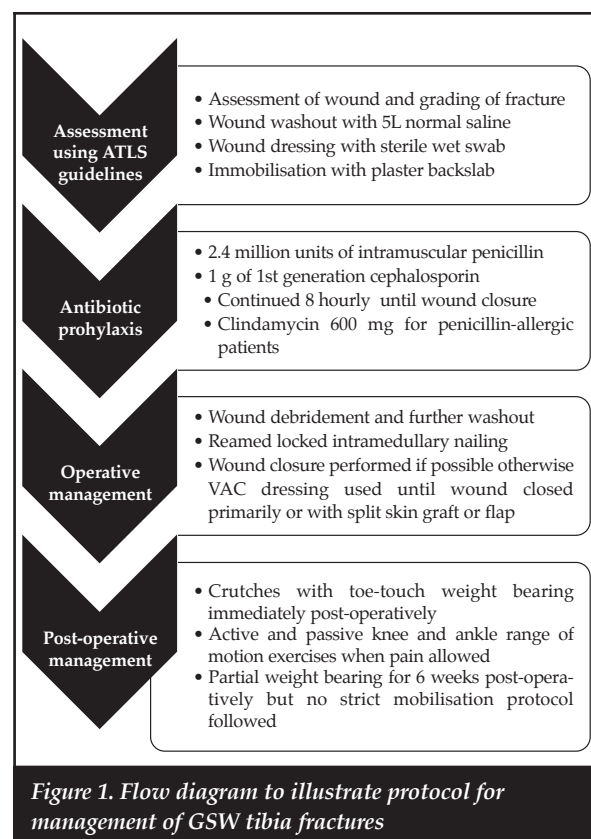 Assessment
using ATLS
guidelines
• Assessment of wound and grading of fracture
• Wound washout with 5L normal saline
• Wound dressing with sterile wet swab
• Immobilisation with plaster backslab
Antibiotic
prohylaxis
• 2.4 million units of intramuscular penicillin
• 1 g of 1st generation cephalosporin
• Continued 8 hourly until wound closure
• Clindamycin 600 mg for penicillin-allergic
patients
Operative
management
• Wound debridement and further washout
• Reamed locked intramedullary nailing
• Wound closure performed if possible otherwise
VAC dressing used until wound closed
primarily or with split skin graft or flap
Post-operative
management
• Crutches with toe-touch weight bearing
immediately post-operatively
• Active and passive knee and ankle range of
motion exercises when pain allowed
• Partial weight bearing for 6 weeks post-opera-
tively but no strict mobilisation protocol
followed
Figure 1. Flow diagram to illustrate protocol for
management of GSW tibia fractures